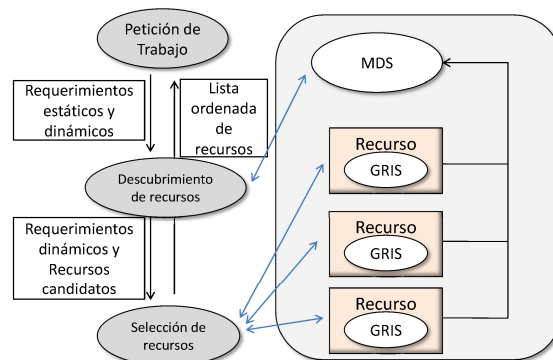 Petición de
Trabajo
Requerimientos
estáticos y
dinámicos
Lista
ordenada
de
recursos
Descubrimiento
de recursos
Requerimientos
dinámicos y
Recursos
candidatos
Selección de
recursos
MDS
Recurso
GRIS
Recurso
GRIS
Recurso
GRIS